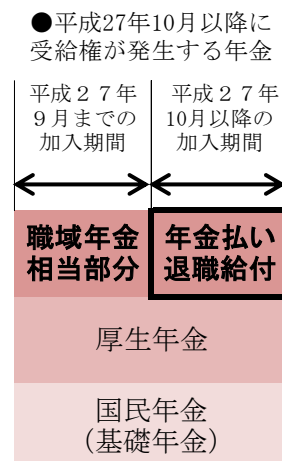 ●平成27年10月以降に
受給権が発生する年金
平成２７年
９月までの
加入期間
平成２７年
10月以降の
加入期間
職域年金
相当部分
年金払い
退職給付
厚生年金
国民年金
（基礎年金）